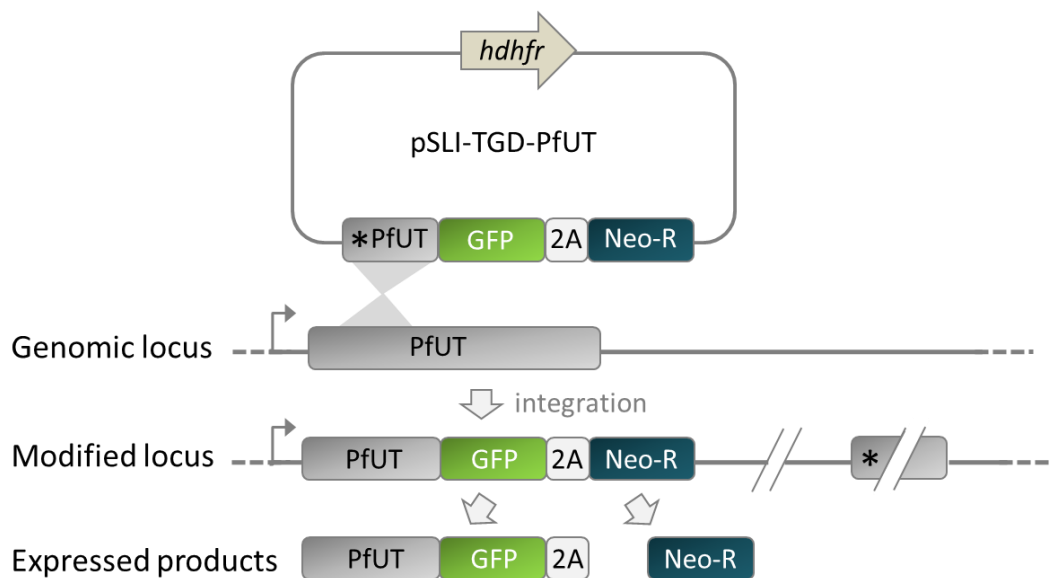 hdhfr
pSLI-TGD-PfUT
*PfUT GFP 2A Neo-R
Genomic locus PfUT
integration
Modified locus PfUT GFP 2A Neo-R *
Expressed products PfUT GFP 2A Neo-R